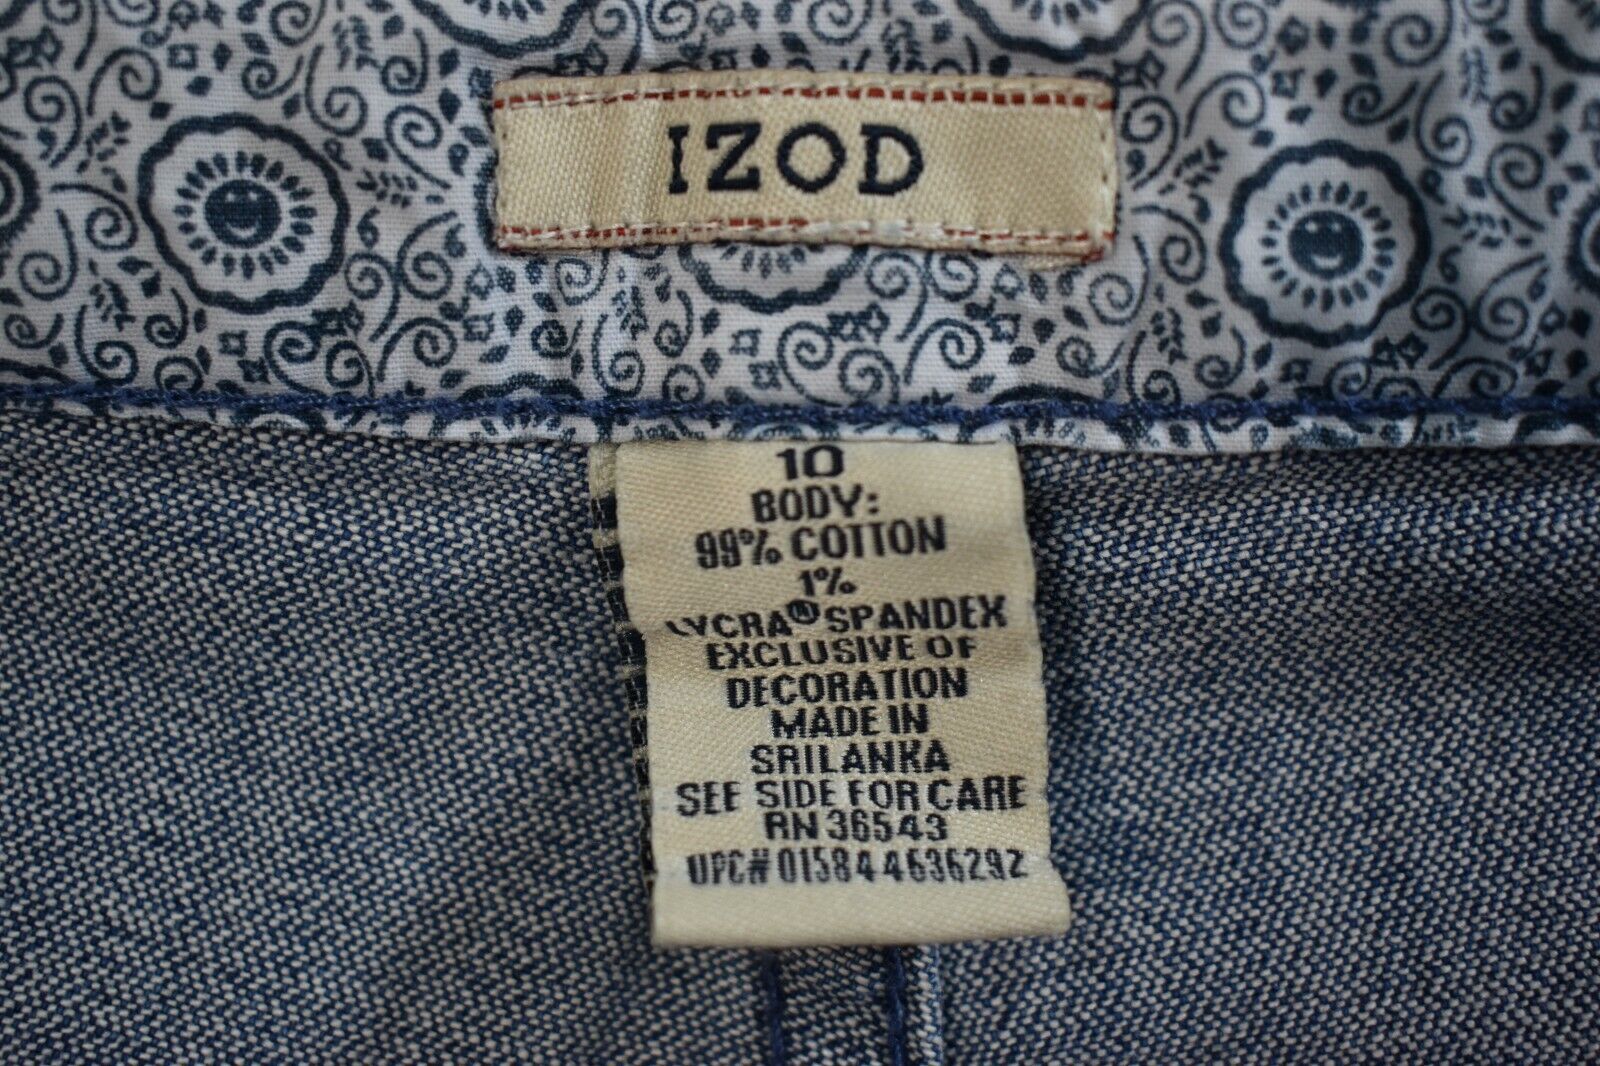 IZOD
10
BODY:
99% COTTON
1%
LYCRA® SPANDEX
EXCLUSIVE OF
DECORATION
MADE IN
SRILANKA
SEE SIDE FOR CARE
RN 36543
UPC# 015844636292